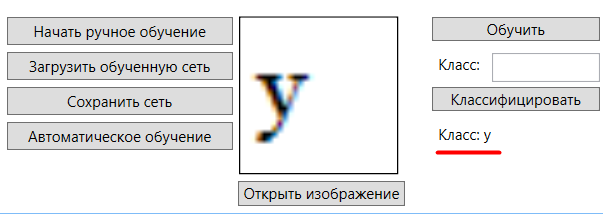 Начать ручное обучение
Загрузить обученную сеть
Сохранить сеть
Автоматическое обучение
y
Открыть изображение
Обучить
Класс:
Классифицировать
Класс: y